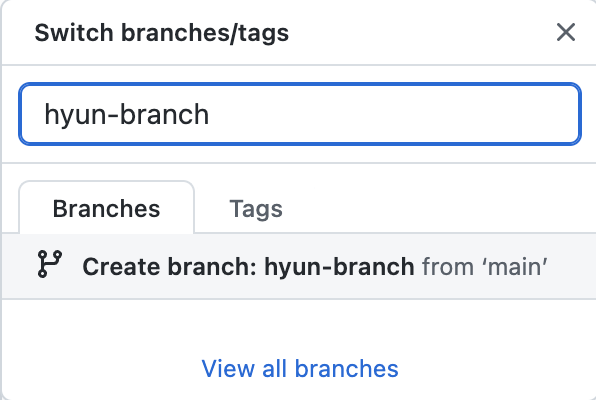 Switch branches/tags
hyun-branch
Branches Tags
Create branch: hyun-branch from ‘main’
View all branches